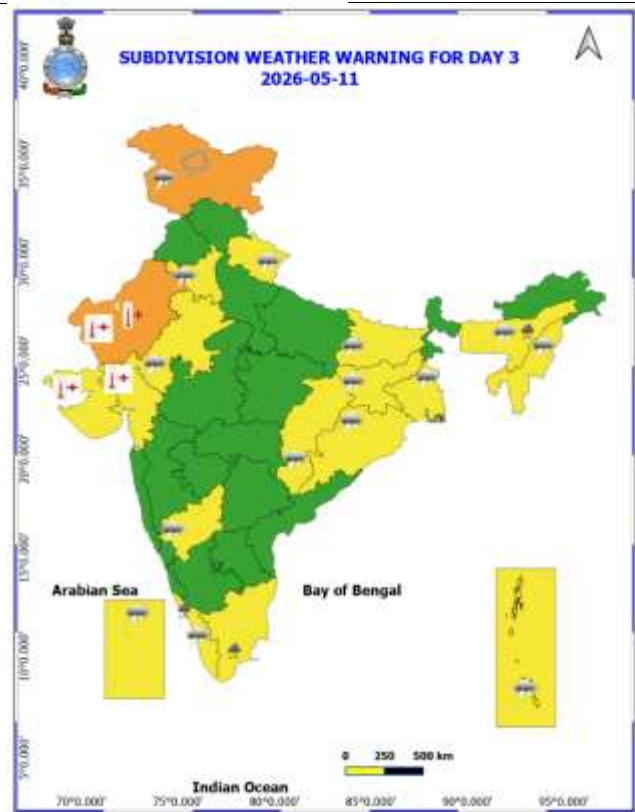 SUBDIVISION WEATHER WARNING FOR DAY 3
2026-05-11
40°0.000'
35°0.000'
30°0.000'
25°0.000'
20°0.000'
15°0.000'
10°0.000'
5°0.000'
Arabian Sea
Bay of Bengal
0 250 500 km
Indian Ocean
70°0.000' 75°0.000' 80°0.000' 85°0.000' 90°0.000' 95°0.000'